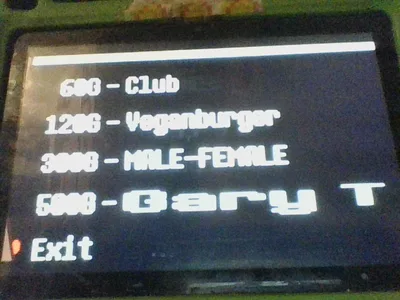 60G - Club
120G - Veganburger
300G - MALE-FEMALE
500G - Gary T
Exit